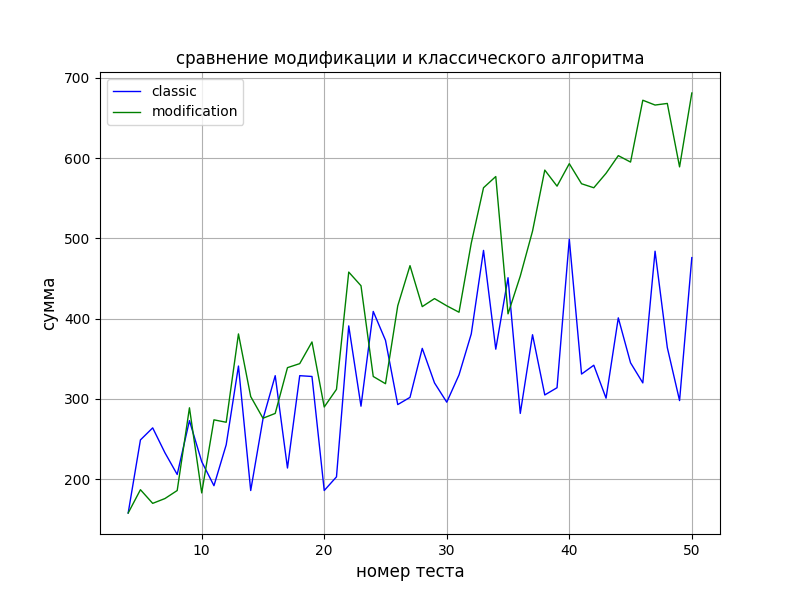 сравнение модификации и классического алгоритма
classic
modification
700
600
500
400
300
200
сумма
10 20 30 40 50
номер теста